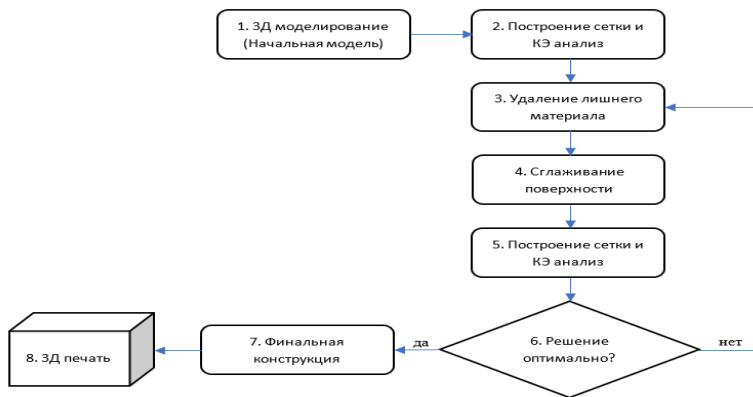 1. 3Д моделирование
(Начальная модель)
2. Построение сетки и
КЭ анализ
3. Удаление лишнего
материала
4. Сглаживание
поверхности
5. Построение сетки и
КЭ анализ
6. Решение
оптимально?
да
нет
7. Финальная
конструкция
8. 3Д печать